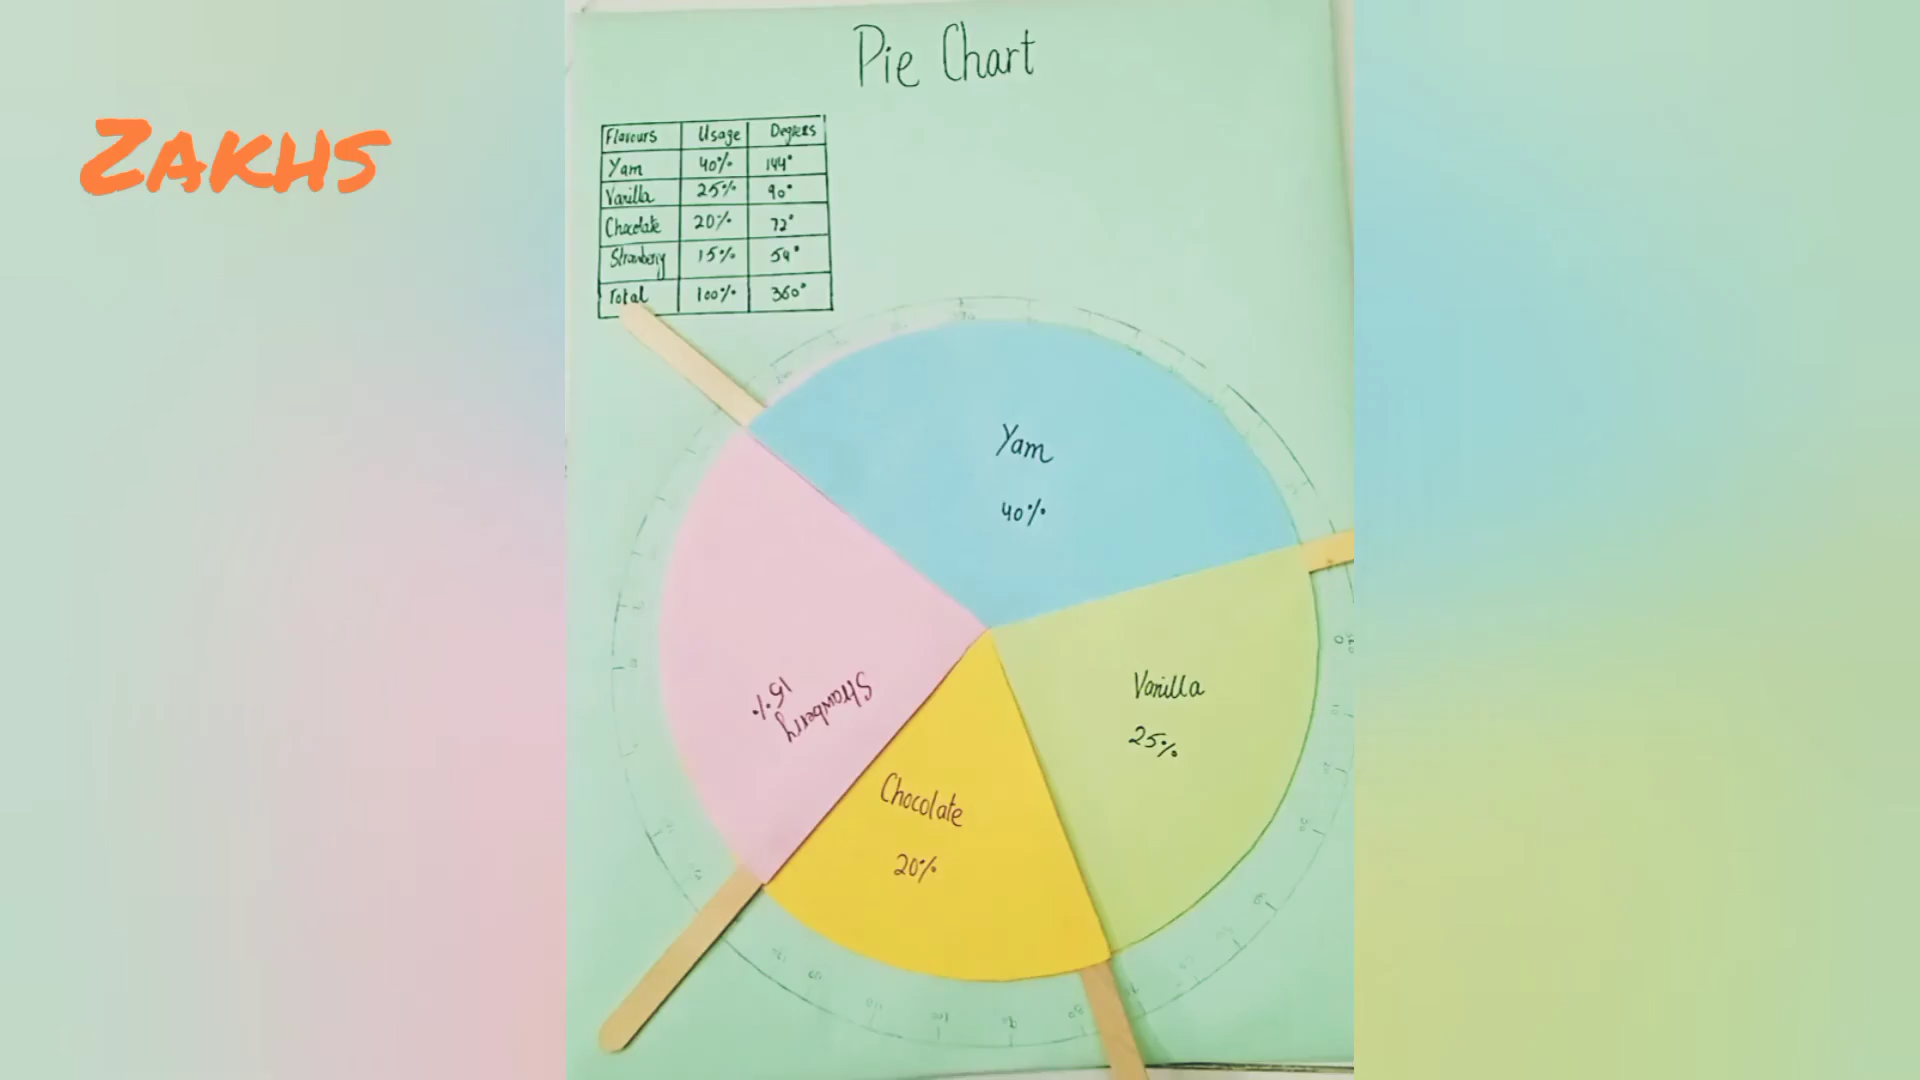 Zakhs
Pie Chart
Flavours Usage Degrees
Yam 40% 144°
Vanilla 25% 90°
Chocolate 20% 72°
Strawberry 15% 54°
Total 100% 360°
Yam
40%
Vanilla
25%
Strawberry
15%
Chocolate
20%